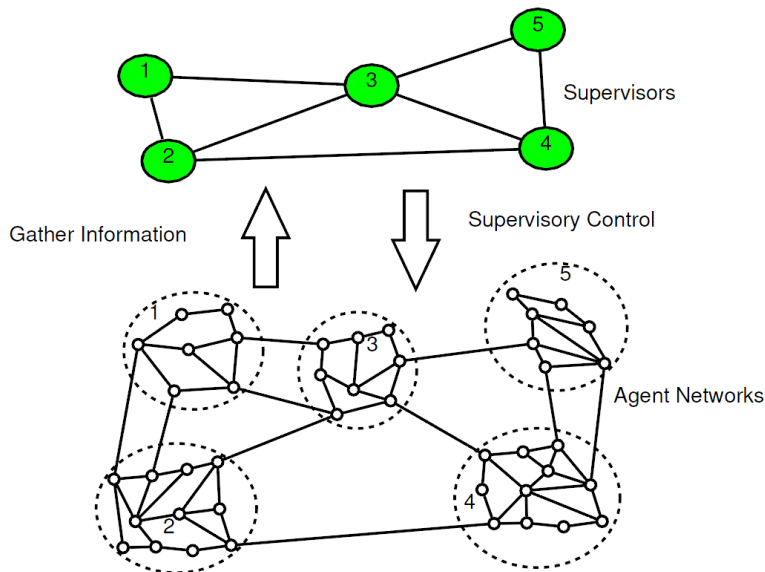 5
1
3
Supervisors
2
4
Gather Information
Supervisory Control
5
1
3
Agent Networks
4
2